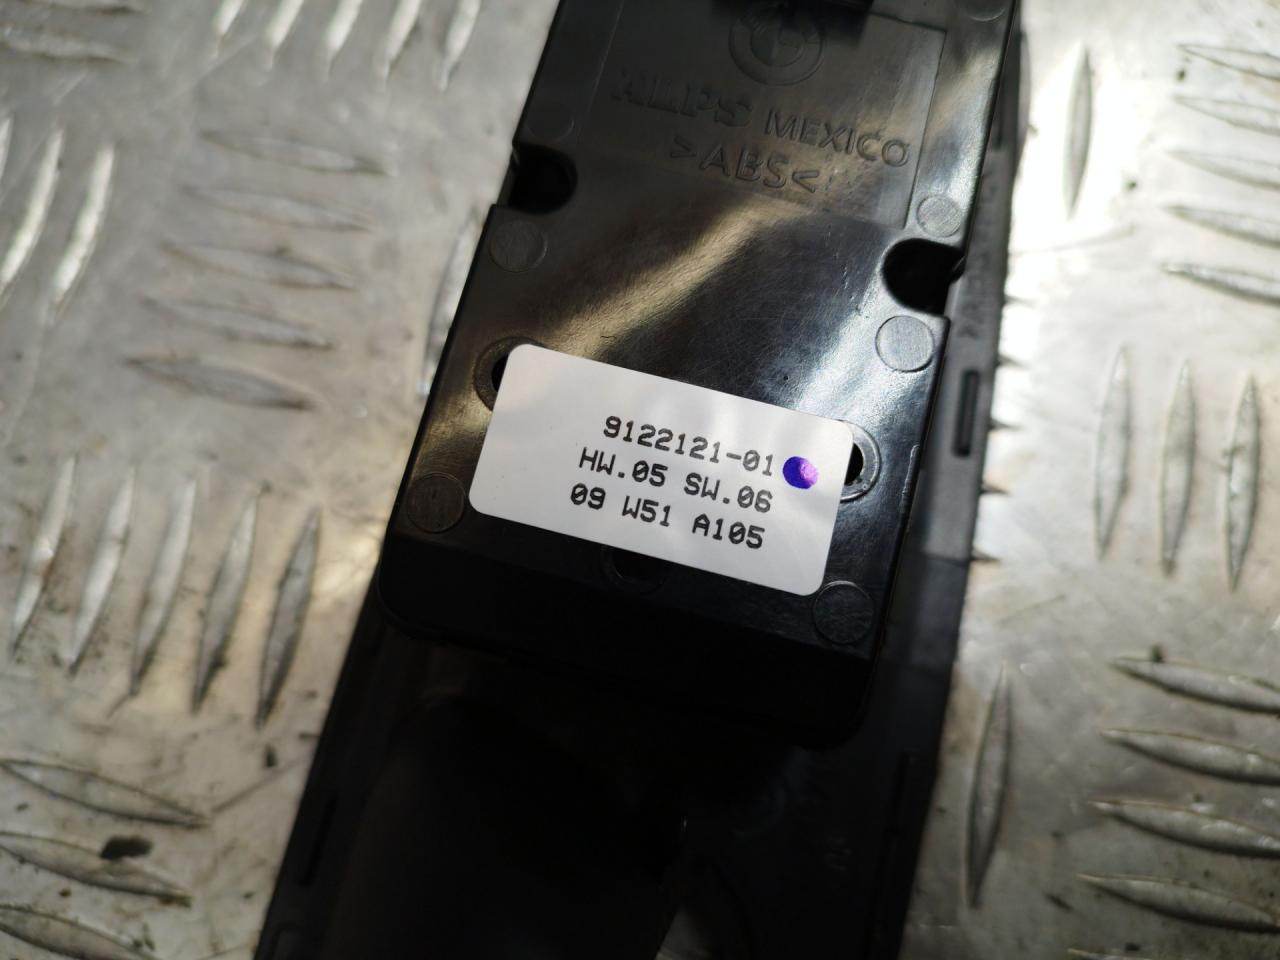 ALPS MEXICO
>ABS<
9122121-01
HW.05 SW.06
09 W51 A105